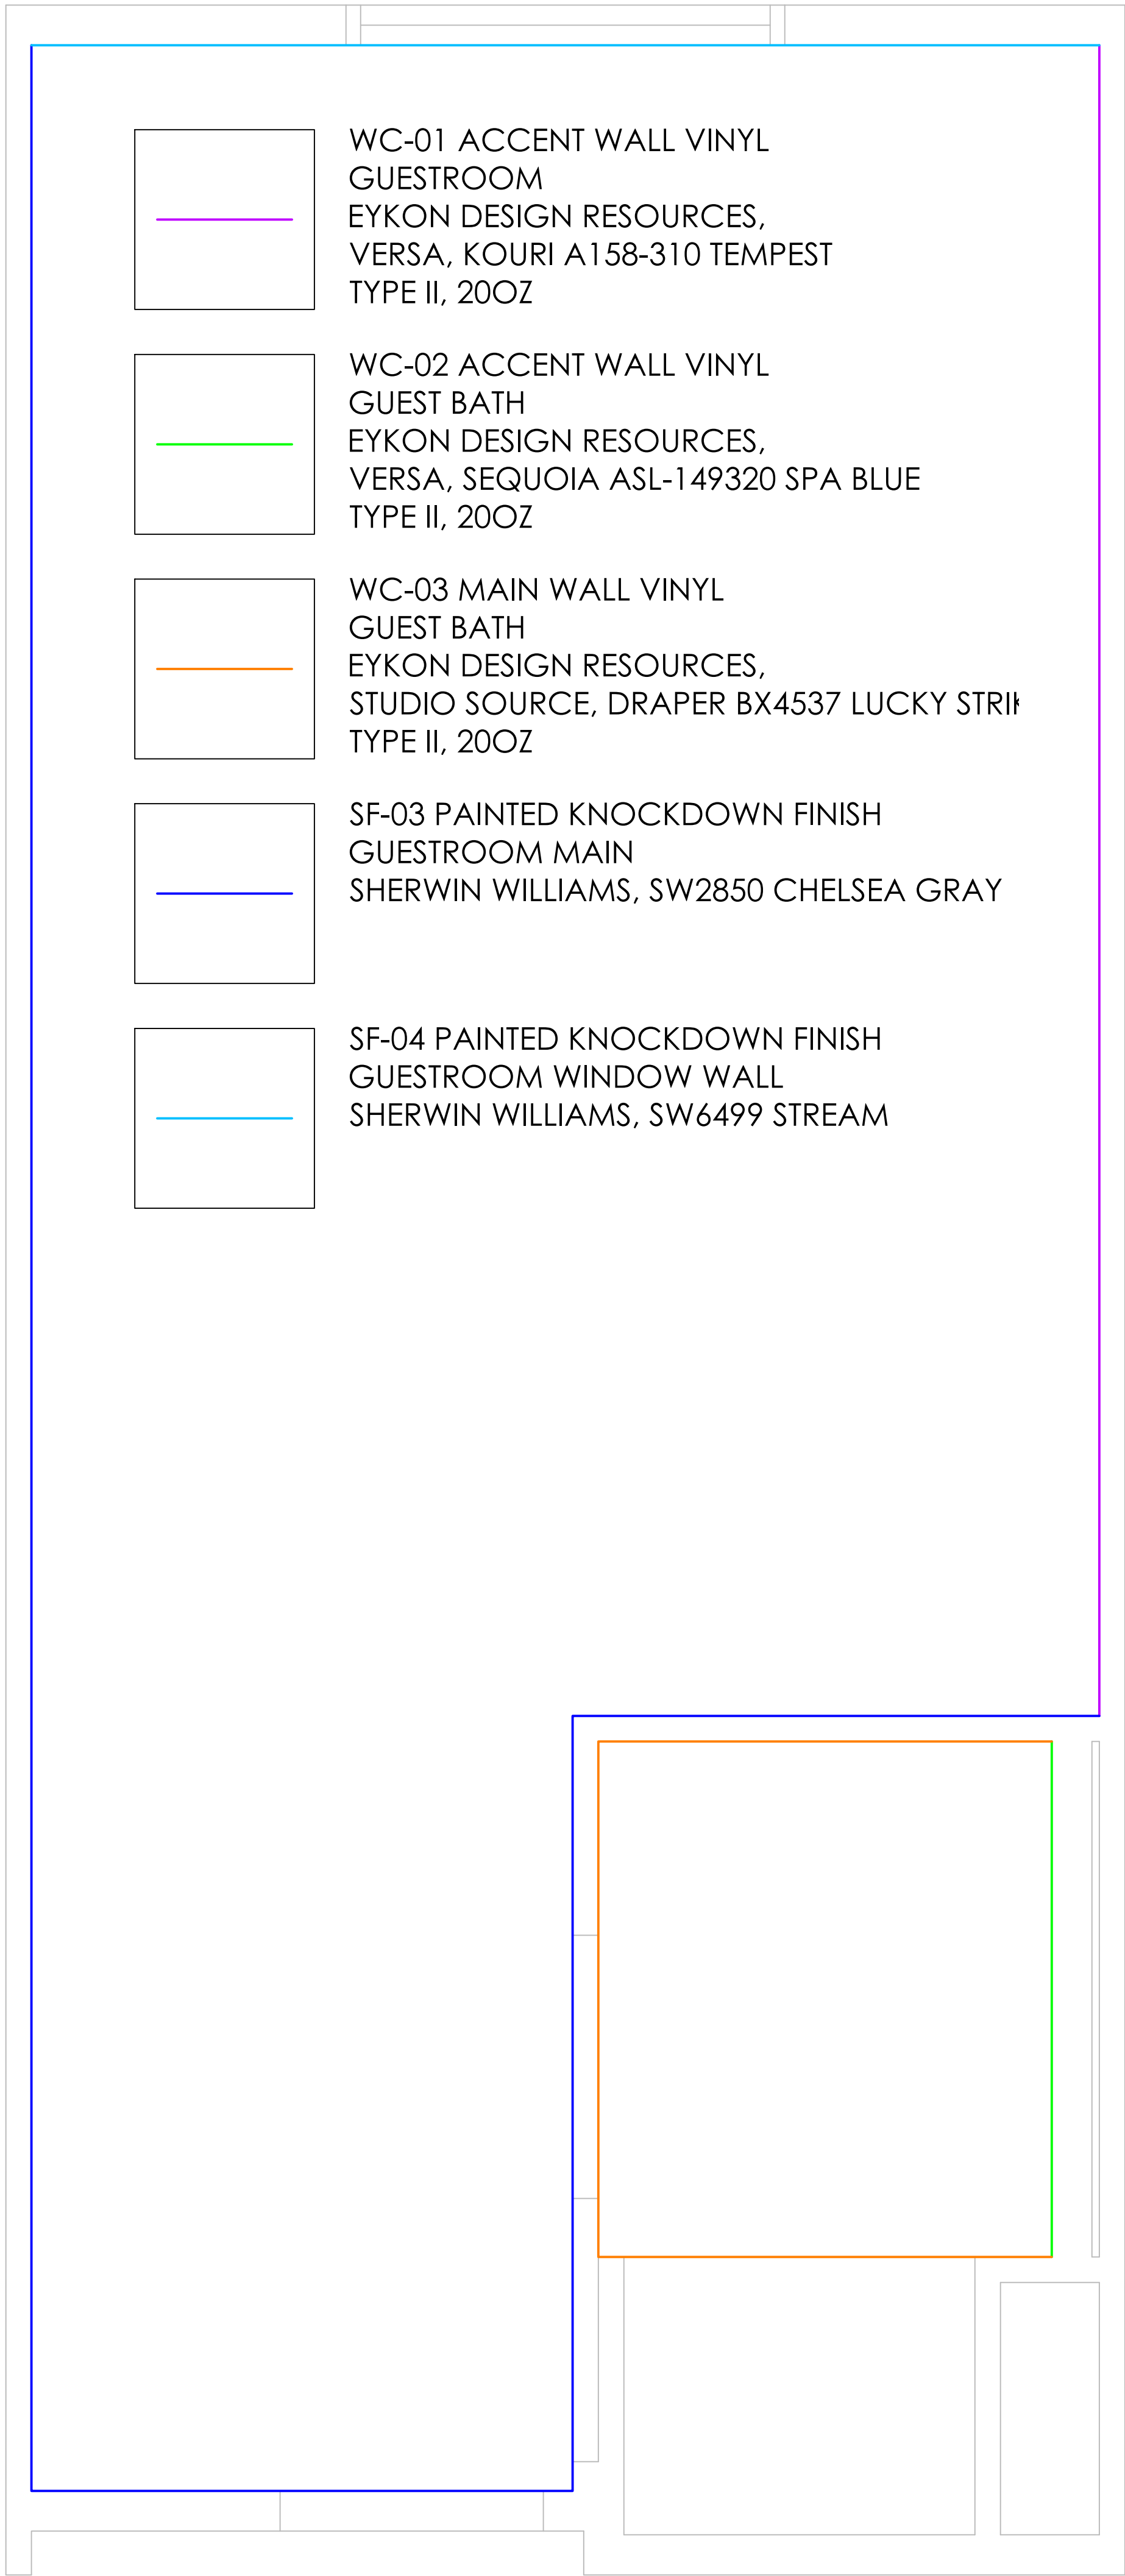 WC-01 ACCENT WALL VINYL
GUESTROOM
EYKON DESIGN RESOURCES,
VERSA, KOURI A158-310 TEMPEST
TYPE II, 20OZ
WC-02 ACCENT WALL VINYL
GUEST BATH
EYKON DESIGN RESOURCES,
VERSA, SEQUOIA ASL-149320 SPA BLUE
TYPE II, 20OZ
WC-03 MAIN WALL VINYL
GUEST BATH
EYKON DESIGN RESOURCES,
STUDIO SOURCE, DRAPER BX4537 LUCKY
TYPE II, 20OZ
SF-03 PAINTED KNOCKDOWN FINISH
GUESTROOM MAIN
SHERWIN WILLIAMS, SW2850 CHELSEA GRAY
SF-04 PAINTED KNOCKDOWN FINISH
GUESTROOM WINDOW WALL
SHERWIN WILLIAMS, SW6499 STREAM